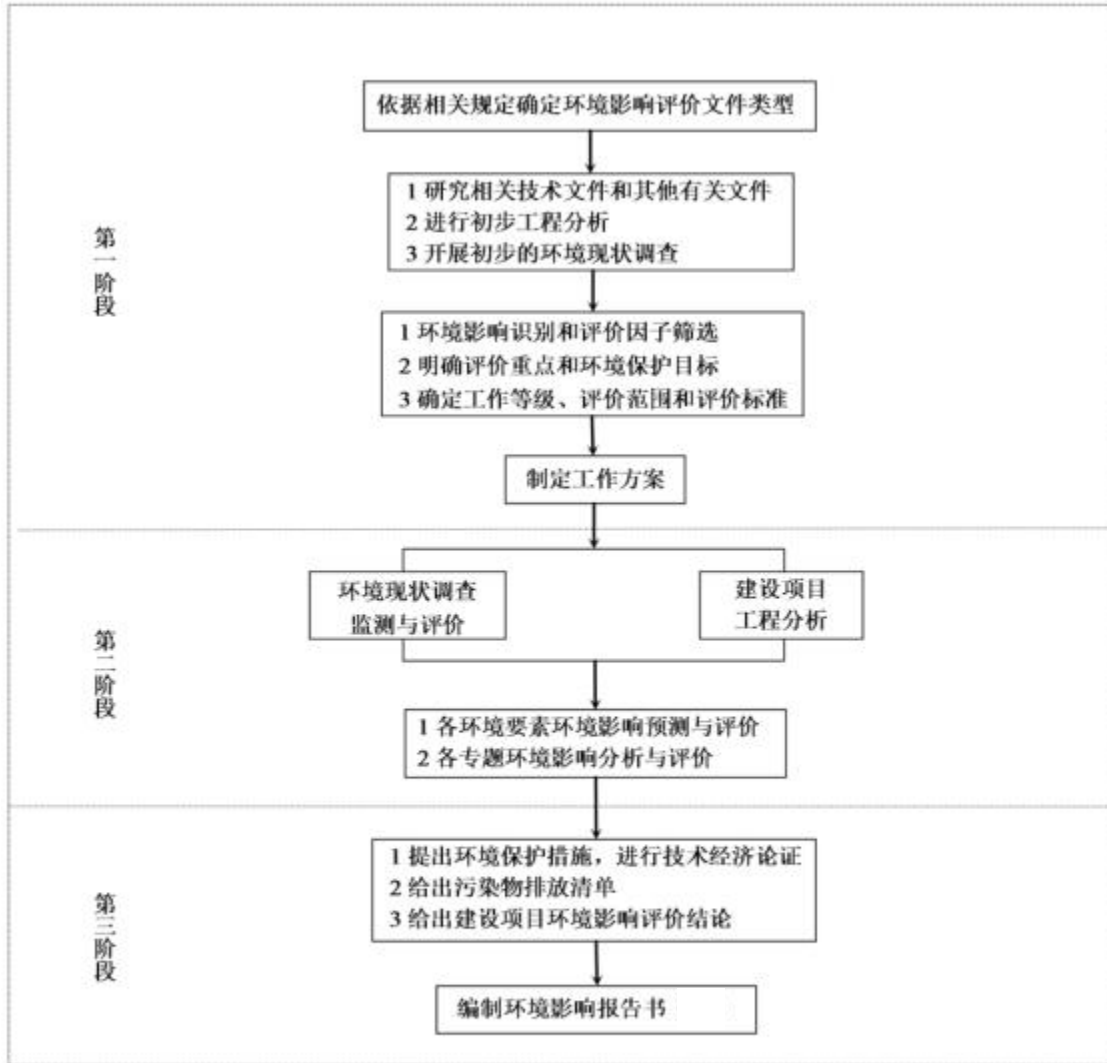 依据相关规定确定环境影响评价文件类型
1 研究相关技术文件和其他有关文件
2 进行初步工程分析
3 开展初步的环境现状调查
第一阶段
1 环境影响识别和评价因子筛选
2 明确评价重点和环境保护目标
3 确定工作等级、评价范围和评价标准
制定工作方案
环境现状调查
监测与评价
建设项目
工程分析
第二阶段
1 各环境要素环境影响预测与评价
2 各专题环境影响分析与评价
1 提出环境保护措施，进行技术经济论证
2 给出污染物排放清单
3 给出建设项目环境影响评价结论
第三阶段
编制环境影响报告书